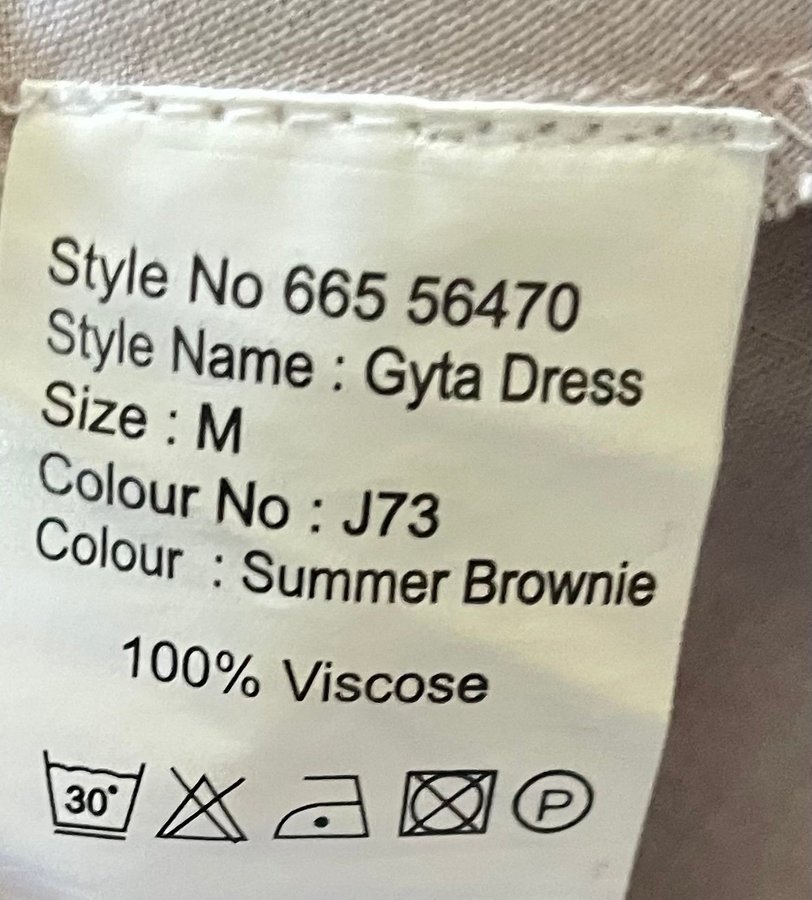 Style No 665 56470
Style Name : Gyta Dress
Size : M
Colour No : J73
Colour : Summer Brownie
100% Viscose
30° P